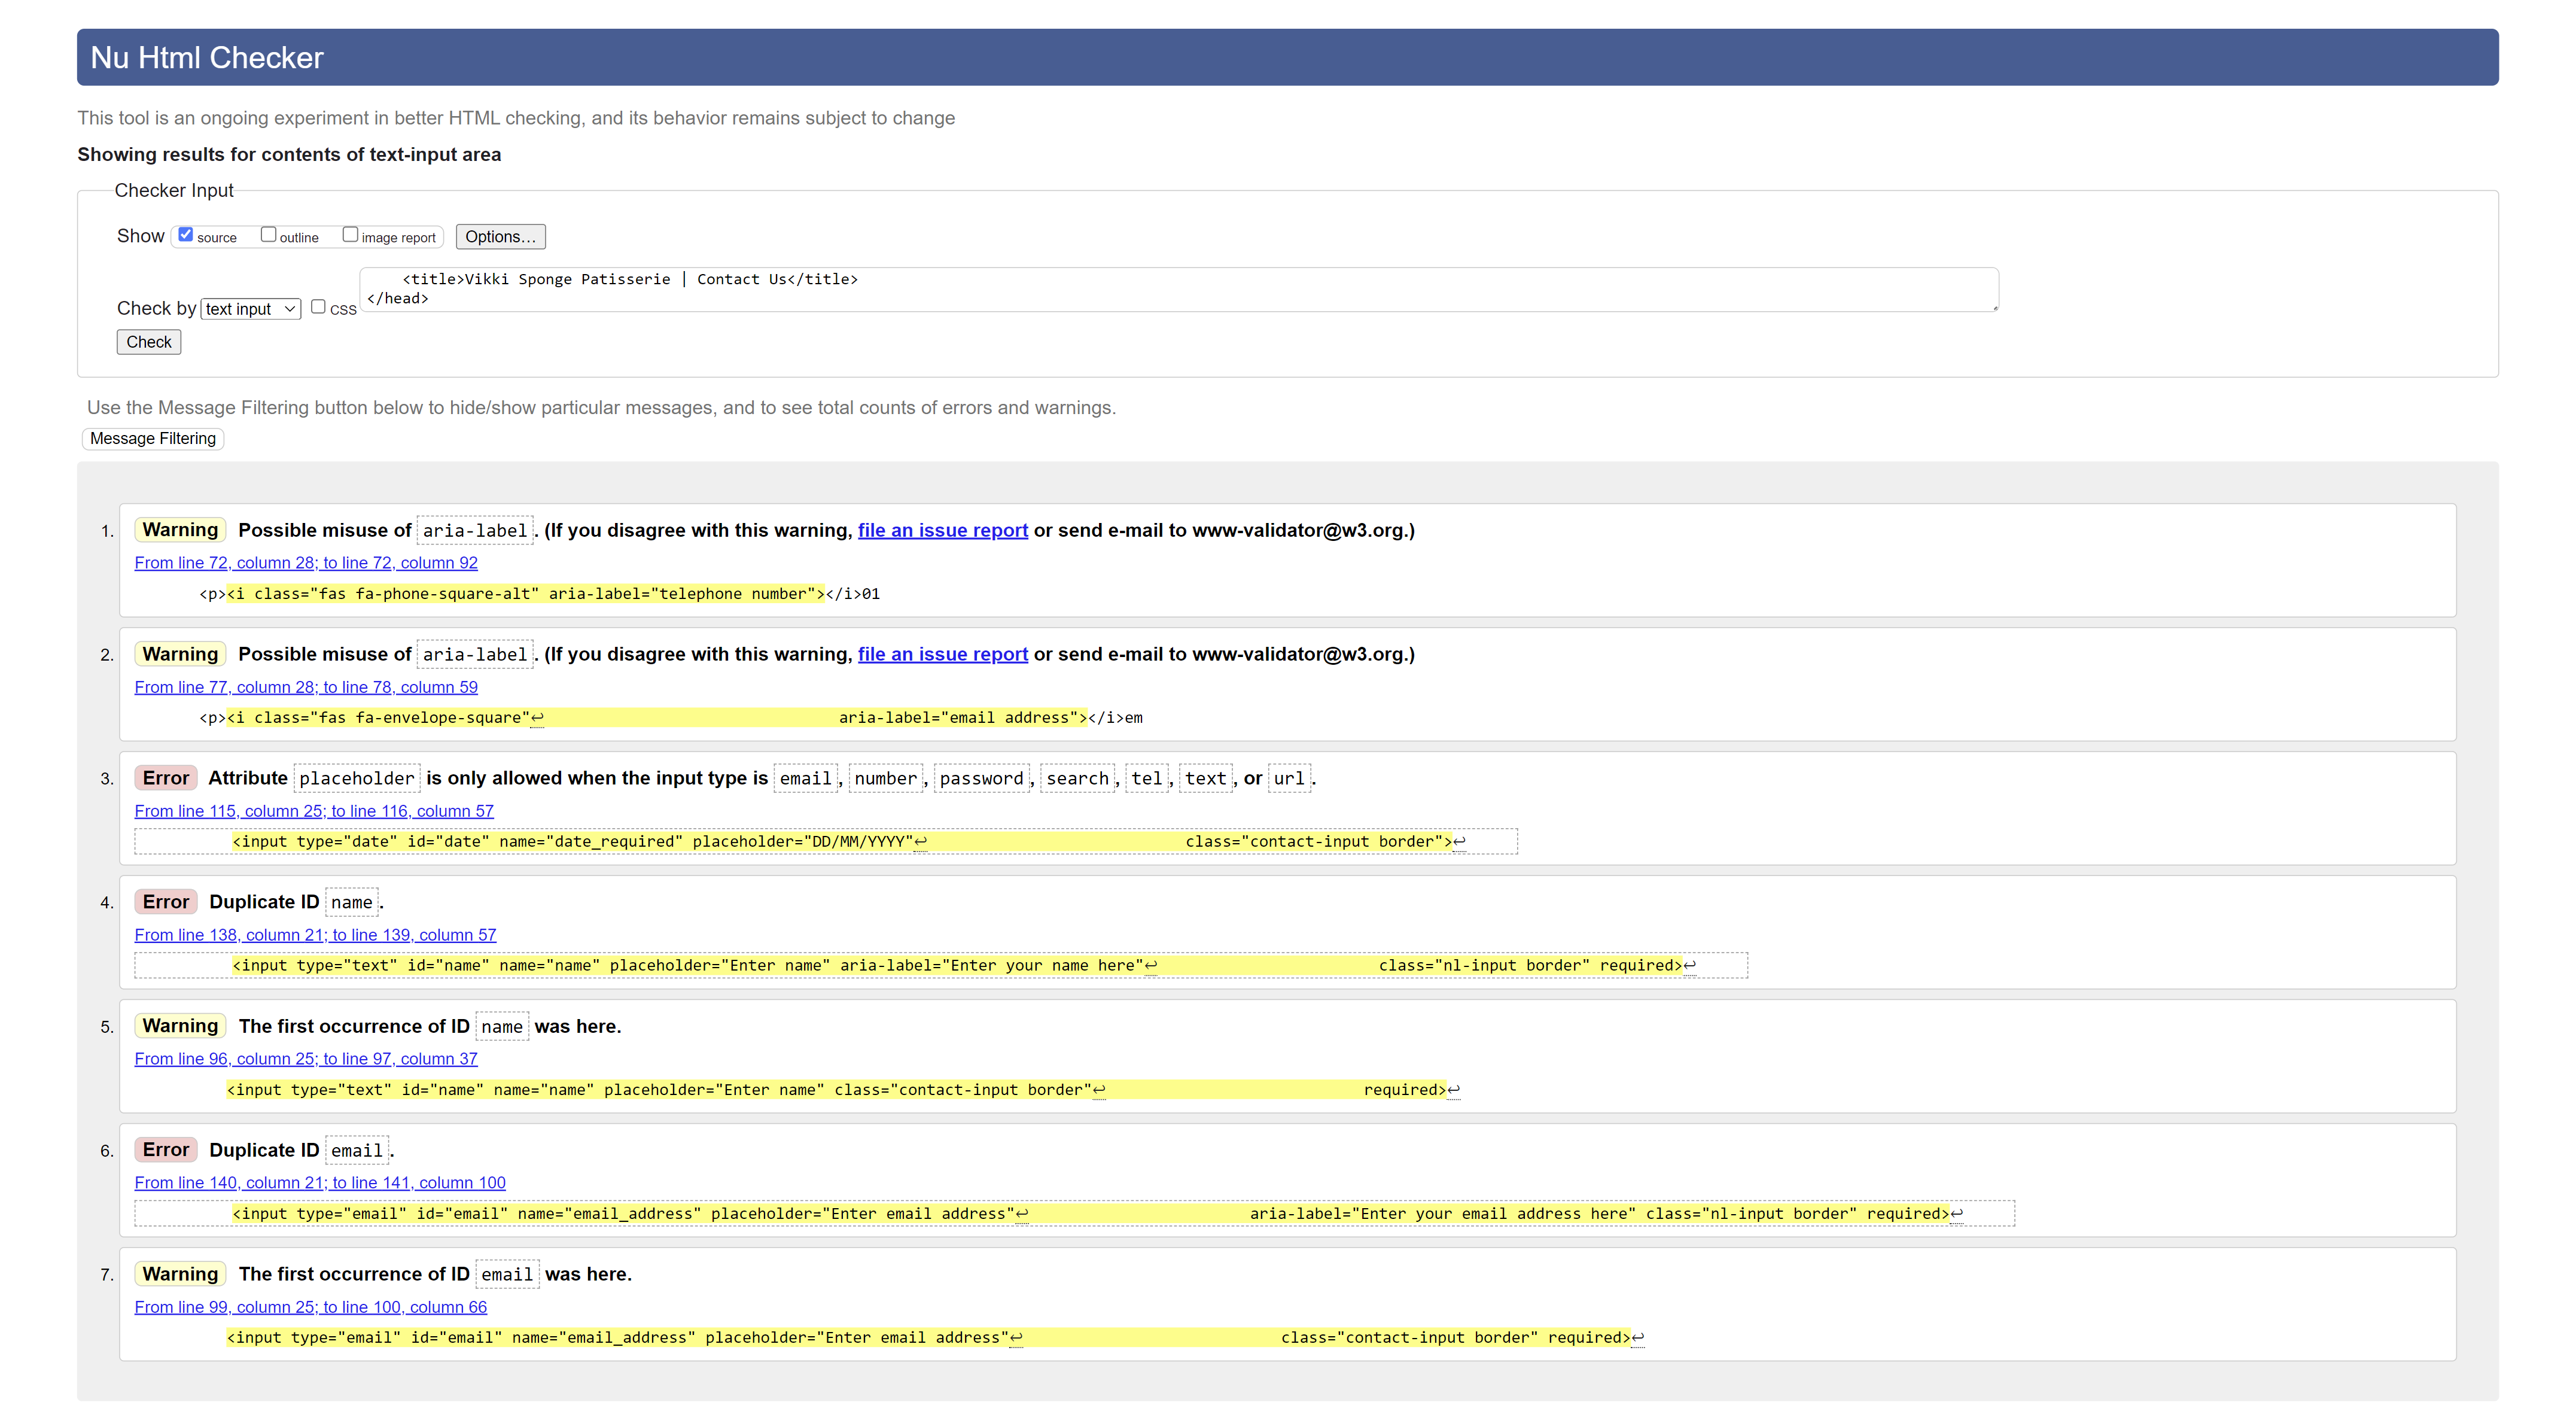 Nu Html Checker
This tool is an ongoing experiment in better HTML checking, and its behavior remains subject to change
Showing results for contents of text-input area
Checker Input
Show source outline image report Options...
<title>Vikki Sponge Patisserie | Contact Us</title>
</head>
Check by text input CSS
Check
Use the Message Filtering button below to hide/show particular messages, and to see total counts of errors and warnings.
Message Filtering
1. Warning Possible misuse of aria-label. (If you disagree with this warning, file an issue report or send e-mail to www-validator@w3.org.)
From line 72, column 28; to line 72, column 92
<p><i class="fas fa-phone-square-alt" aria-label="telephone number"></i>01
2. Warning Possible misuse of aria-label. (If you disagree with this warning, file an issue report or send e-mail to www-validator@w3.org.)
From line 77, column 28; to line 78, column 59
<p><i class="fas fa-envelope-square"↩ aria-label="email address"></i>em
3. Error Attribute placeholder is only allowed when the input type is email, number, password, search, tel, text, or url.
From line 115, column 25; to line 116, column 57
<input type="date" id="date" name="date_required" placeholder="DD/MM/YYYY"↩ class="contact-input border">↩
4. Error Duplicate ID name.
From line 138, column 21; to line 139, column 57
<input type="text" id="name" name="name" placeholder="Enter name" aria-label="Enter your name here"↩ class="nl-input border" required>↩
5. Warning The first occurrence of ID name was here.
From line 96, column 25; to line 97, column 37
<input type="text" id="name" name="name" placeholder="Enter name" class="contact-input border"↩ required>↩
6. Error Duplicate ID email.
From line 140, column 21; to line 141, column 100
<input type="email" id="email" name="email_address" placeholder="Enter email address"↩ aria-label="Enter your email address here" class="nl-input border" required>↩
7. Warning The first occurrence of ID email was here.
From line 99, column 25; to line 100, column 66
<input type="email" id="email" name="email_address" placeholder="Enter email address"↩ class="contact-input border" required>↩